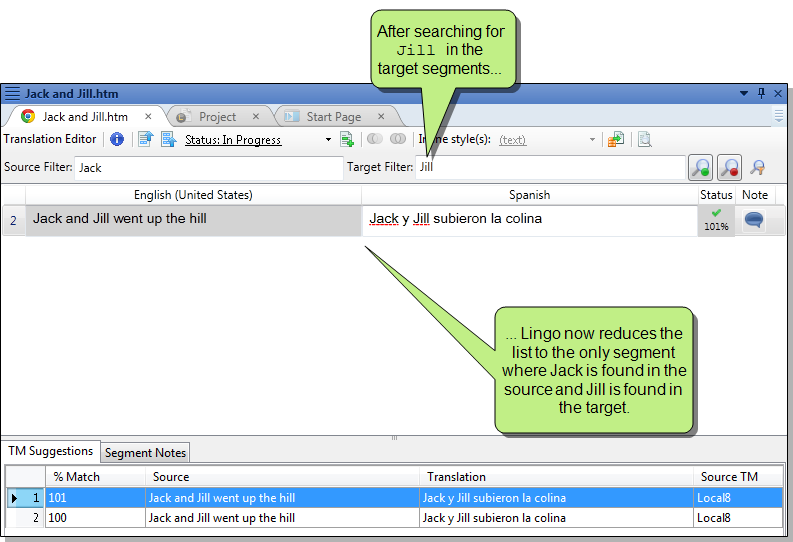 After searching for
Jill in the
target segments...
Jack and Jill.htm
Jack and Jill.htm Project Start Page
Translation Editor Status: In Progress Inline style(s): (text)
Source Filter: Jack Target Filter: Jill
English (United States) Spanish Status Note
2 Jack and Jill went up the hill Jack y Jill subieron la colina 101%
... Lingo now reduces the
list to the only segment
where Jack is found in the
source and Jill is found in
the target.
TM Suggestions Segment Notes
% Match Source Translation Source TM
1 101 Jack and Jill went up the hill Jack y Jill subieron la colina Local8
2 100 Jack and Jill went up the hill Jack y Jill subieron la colina Local8